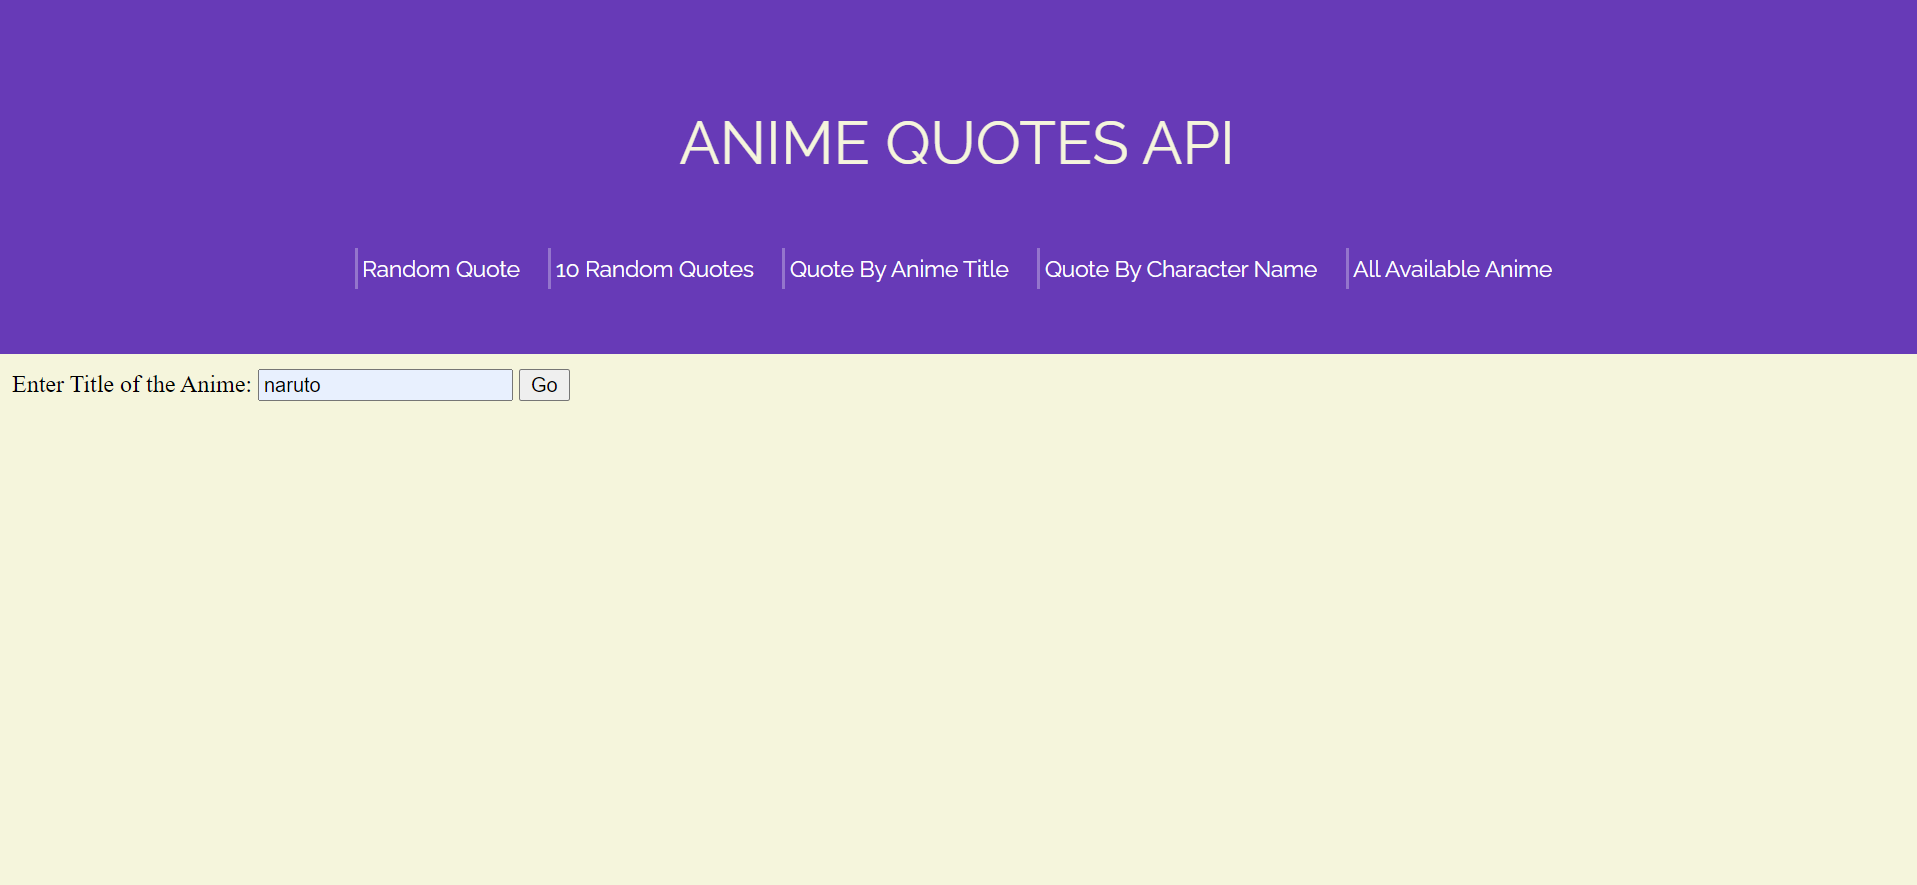 ANIME QUOTES API
Random Quote 10 Random Quotes Quote By Anime Title Quote By Character Name All Available Anime
Enter Title of the Anime: naruto Go